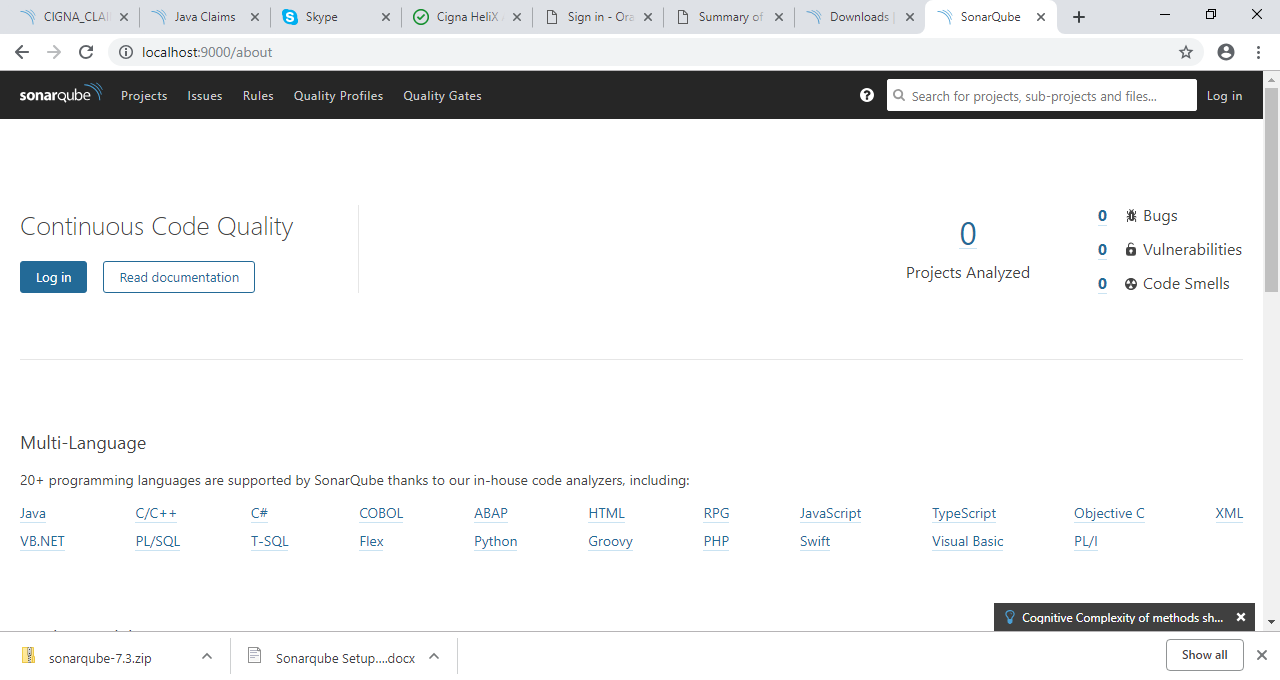 CIGNA_CLAI
Java Claims
Skype
Cigna HeliX
Sign in - Ora
Summary of
Downloads |
SonarQube
localhost:9000/about
sonarqube
Projects
Issues
Rules
Quality Profiles
Quality Gates
Search for projects, sub-projects and files...
Log in
Continuous Code Quality
Log in
Read documentation
0
Projects Analyzed
0 Bugs
0 Vulnerabilities
0 Code Smells
Multi-Language
20+ programming languages are supported by SonarQube thanks to our in-house code analyzers, including:
Java C/C++ C# COBOL ABAP HTML RPG JavaScript TypeScript Objective C XML
VB.NET PL/SQL T-SQL Flex Python Groovy PHP Swift Visual Basic PL/I
Cognitive Complexity of methods sh...
sonarqube-7.3.zip
Sonarqube Setup....docx
Show all